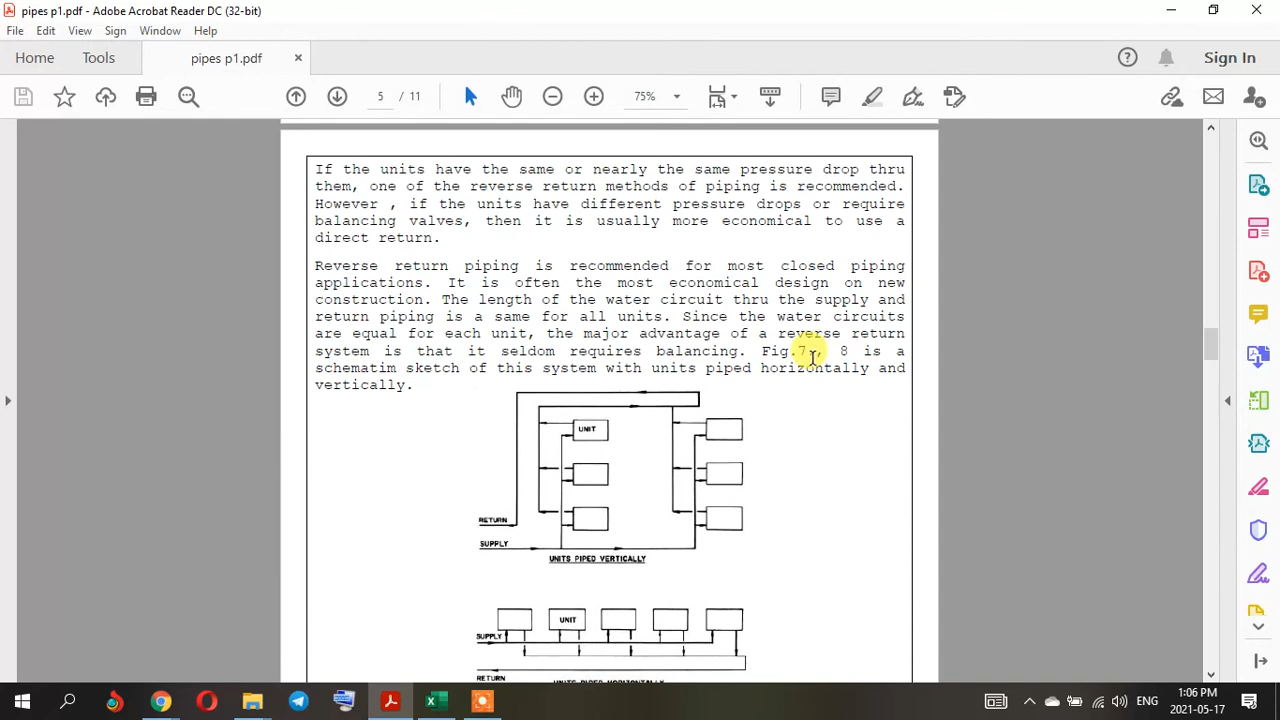 pipes p1.pdf - Adobe Acrobat Reader DC (32-bit)
File Edit View Sign Window Help
Home Tools pipes p1.pdf × Sign In
5 / 11 75%
If the units have the same or nearly the same pressure drop thru
them, one of the reverse return methods of piping is recommended.
However , if the units have different pressure drops or require
balancing valves, then it is usually more economical to use a
direct return.
Reverse return piping is recommended for most closed piping
applications. It is often the most economical design on new
construction. The length of the water circuit thru the supply and
return piping is a same for all units. Since the water circuits
are equal for each unit, the major advantage of a reverse return
system is that it seldom requires balancing. Fig.7 , 8 is a
schematim sketch of this system with units piped horizontally and
vertically.
UNIT
RETURN
SUPPLY
UNITS PIPED VERTICALLY
UNIT
SUPPLY
RETURN
UNITS PIPED HORIZONTALLY
ENG
1:06 PM
2021-05-17